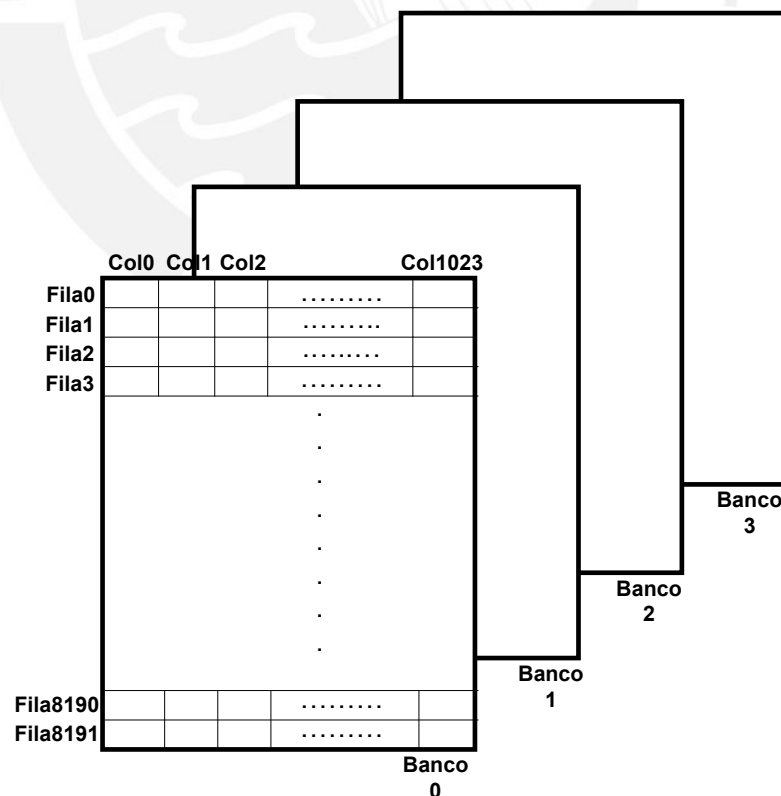 Col0 Col1 Col2 Col1023
Fila0 .........
Fila1 .........
Fila2 .........
Fila3 .........
.
.
.
.
.
.
.
.
Banco
3
Banco
2
Banco
1
Fila8190 .........
Fila8191 .........
Banco
0